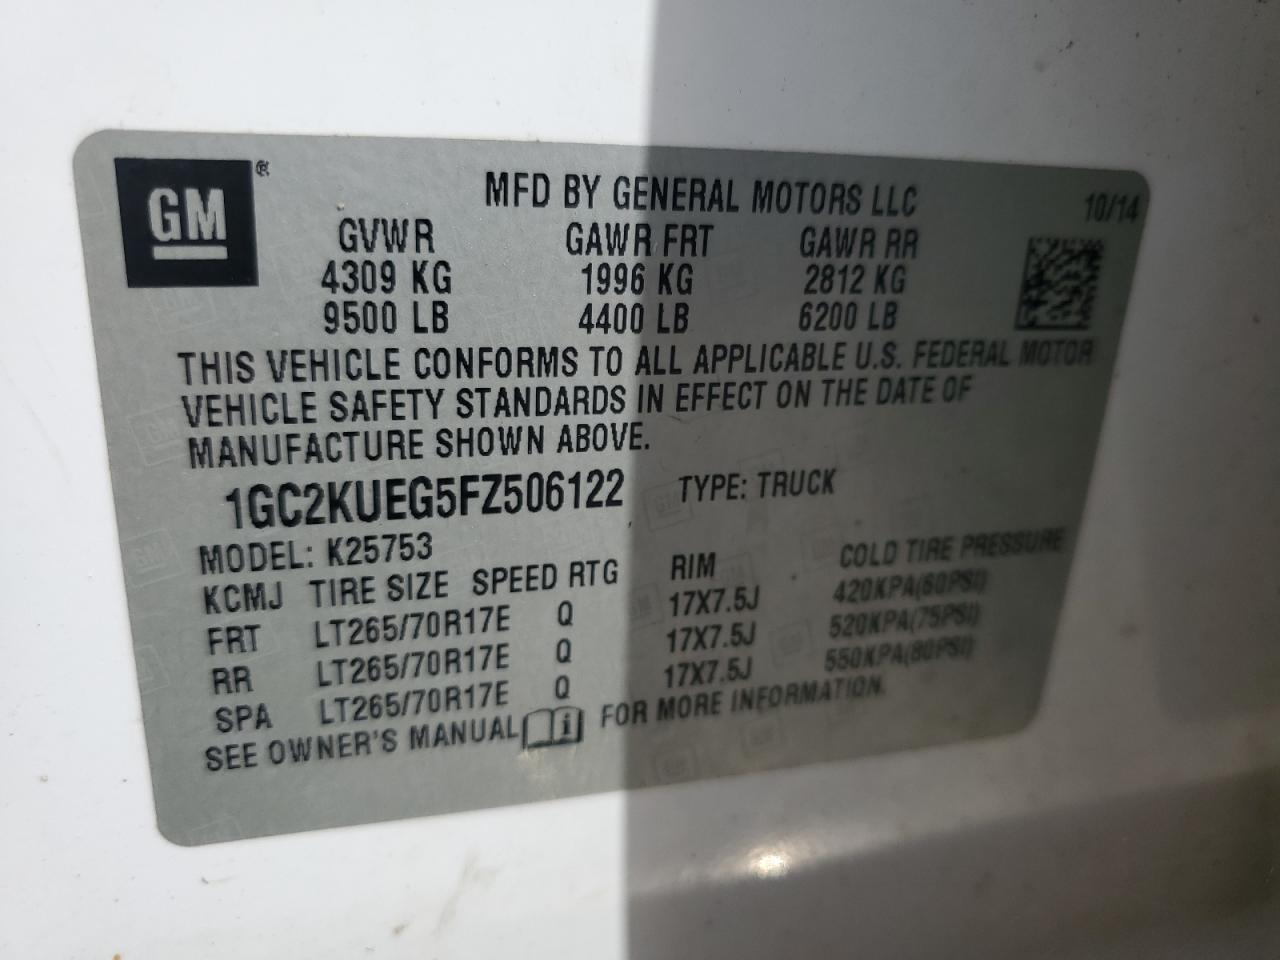 GM ®
MFD BY GENERAL MOTORS LLC 10/14
GVWR GAWR FRT GAWR RR
4309 KG 1996 KG 2812 KG
9500 LB 4400 LB 6200 LB
THIS VEHICLE CONFORMS TO ALL APPLICABLE U.S. FEDERAL MOTOR
VEHICLE SAFETY STANDARDS IN EFFECT ON THE DATE OF
MANUFACTURE SHOWN ABOVE.
1GC2KUEG5FZ506122 TYPE: TRUCK
MODEL: K25753
KCMJ TIRE SIZE SPEED RTG RIM COLD TIRE PRESSURE
FRT LT265/70R17E Q 17X7.5J 420KPA(60PSI)
RR LT265/70R17E Q 17X7.5J 520KPA(75PSI)
SPA LT265/70R17E Q 17X7.5J 550KPA(80PSI)
SEE OWNER'S MANUAL i FOR MORE INFORMATION.